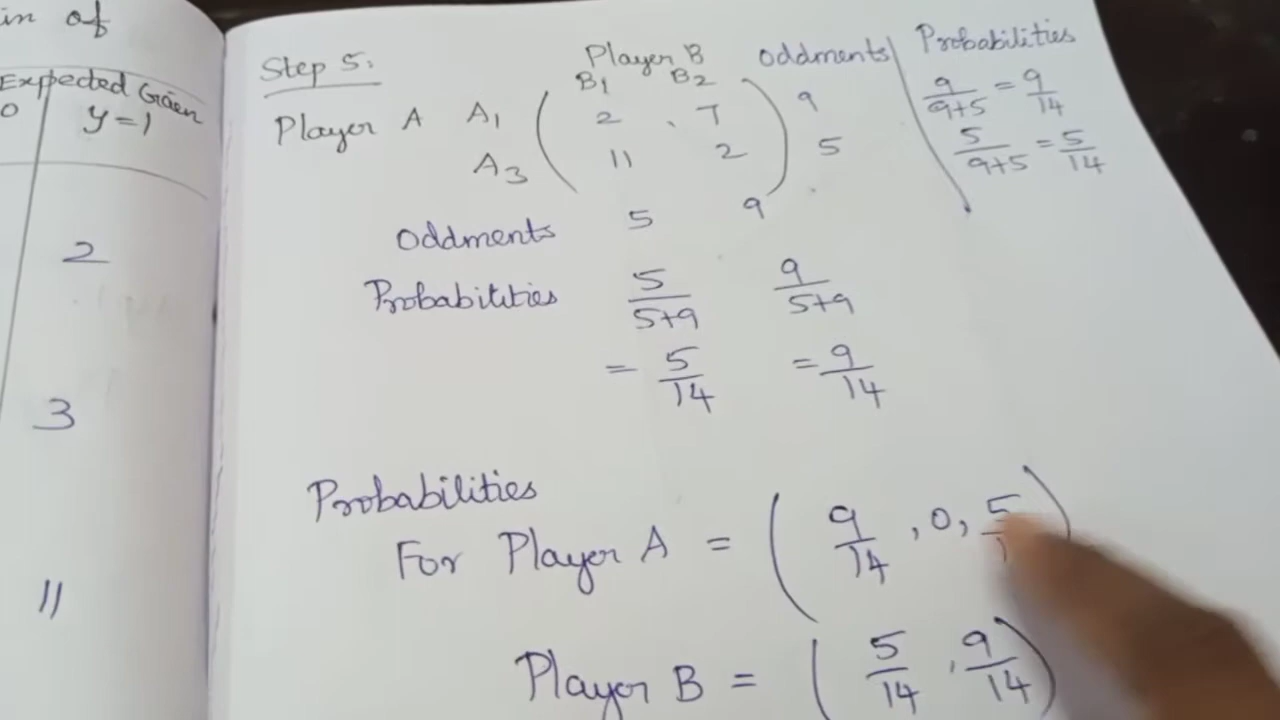 in of
Expected Gain
0 y=1
2
3
11
Step 5:
Player B Oddments Probabilities
B1 B2
Player A A1 2 7 9 9/9+5 = 9/14
A3 11 2 5 5/9+5 = 5/14
Oddments 5 9
Probabilities 5/5+9 9/5+9
= 5/14 = 9/14
Probabilities
For Player A = ( 9/14 , 0, 5/1 )
Player B = ( 5/14 , 9/14 )